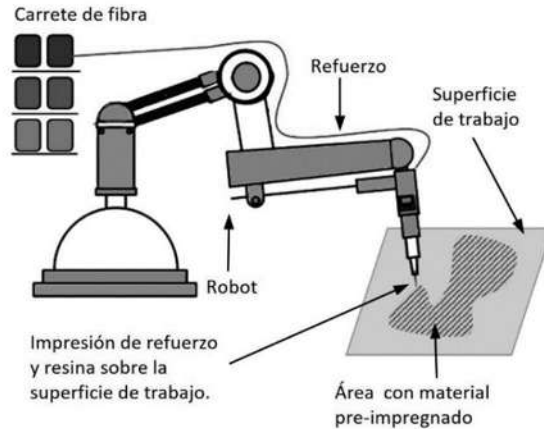 Carrete de fibra
Refuerzo
Superficie
de trabajo
Robot
Impresión de refuerzo
y resina sobre la
superficie de trabajo.
Área con material
pre-impregnado